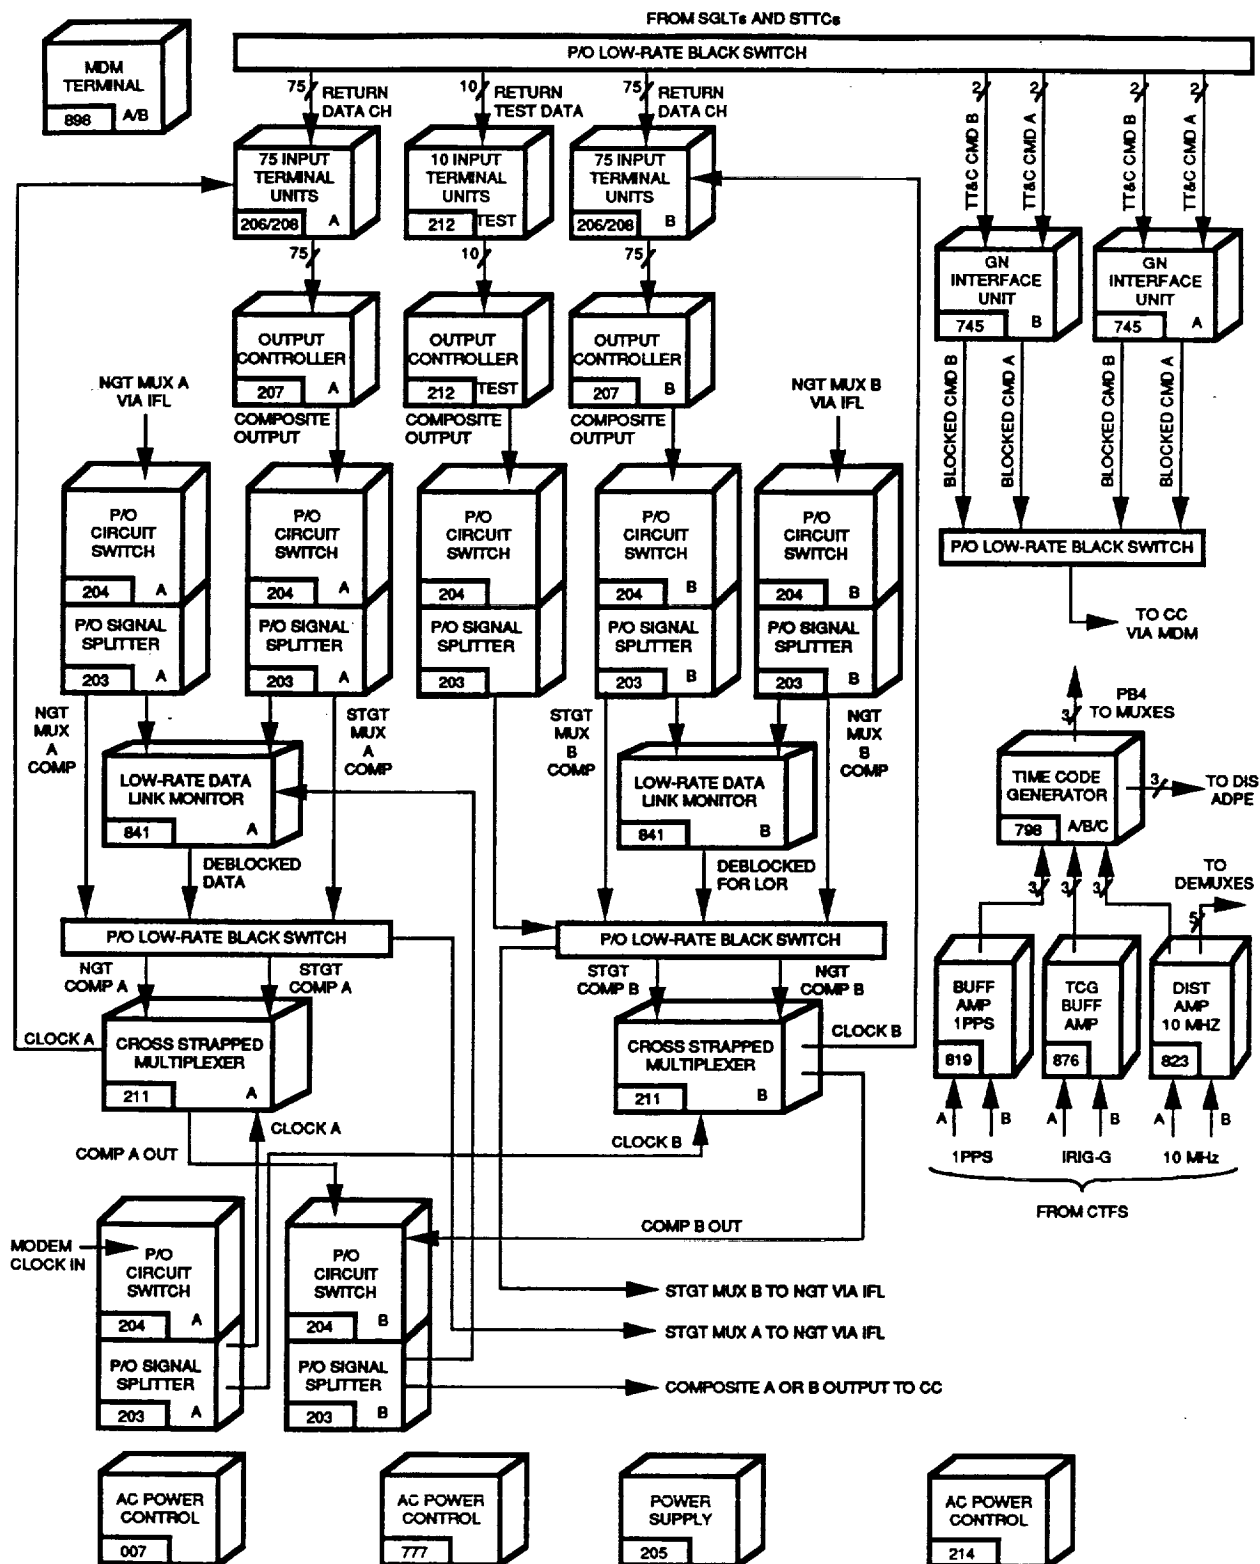 FROM SGLTs AND STTCs
P/O LOW-RATE BLACK SWITCH
MDM
TERMINAL
898 A/B
75 RETURN
DATA CH
10 RETURN
TEST DATA
75 RETURN
DATA CH
2
2
2
2
TT&C CMD B
TT&C CMD A
TT&C CMD B
TT&C CMD A
75 INPUT
TERMINAL
UNITS
206/208 A
10 INPUT
TERMINAL
UNITS
212 TEST
75 INPUT
TERMINAL
UNITS
206/208 B
75
10
75
GN
INTERFACE
UNIT
745 B
GN
INTERFACE
UNIT
745 A
OUTPUT
CONTROLLER
207 A
OUTPUT
CONTROLLER
212 TEST
OUTPUT
CONTROLLER
207 B
BLOCKED CMD B
BLOCKED CMD A
BLOCKED CMD B
BLOCKED CMD A
NGT MUX A
VIA IFL
COMPOSITE
OUTPUT
COMPOSITE
OUTPUT
COMPOSITE
OUTPUT
NGT MUX B
VIA IFL
P/O
CIRCUIT
SWITCH
204 A
P/O SIGNAL
SPLITTER
203 A
P/O
CIRCUIT
SWITCH
204 A
P/O SIGNAL
SPLITTER
203 A
P/O
CIRCUIT
SWITCH
204
P/O SIGNAL
SPLITTER
203
P/O
CIRCUIT
SWITCH
204 B
P/O SIGNAL
SPLITTER
203 B
P/O
CIRCUIT
SWITCH
204 B
P/O SIGNAL
SPLITTER
203 B
P/O LOW-RATE BLACK SWITCH
TO CC
VIA MDM
NGT
MUX
A
COMP
STGT
MUX
A
COMP
STGT
MUX
B
COMP
NGT
MUX
B
COMP
PB4
3 TO MUXES
LOW-RATE DATA
LINK MONITOR
841 A
LOW-RATE DATA
LINK MONITOR
841 B
TIME CODE
GENERATOR
798 A/B/C
3 TO DIS
ADPE
DEBLOCKED
DATA
DEBLOCKED
FOR LOR
3
3
3
TO
DEMUXES
5
P/O LOW-RATE BLACK SWITCH
P/O LOW-RATE BLACK SWITCH
NGT
COMP A
STGT
COMP A
STGT
COMP B
NGT
COMP B
BUFF
AMP
1PPS
819
TCG
BUFF
AMP
876
DIST
AMP
10 MHZ
823
CLOCK A
CROSS STRAPPED
MULTIPLEXER
211 A
CROSS STRAPPED
MULTIPLEXER
211 B
CLOCK B
A B
A B
A B
1PPS
IRIG-G
10 MHz
FROM CTFS
CLOCK A
CLOCK B
COMP A OUT
COMP B OUT
MODEM
CLOCK IN
P/O
CIRCUIT
SWITCH
204 A
P/O SIGNAL
SPLITTER
203 A
P/O
CIRCUIT
SWITCH
204 B
P/O SIGNAL
SPLITTER
203 B
STGT MUX B TO NGT VIA IFL
STGT MUX A TO NGT VIA IFL
COMPOSITE A OR B OUTPUT TO CC
AC POWER
CONTROL
007
AC POWER
CONTROL
777
POWER
SUPPLY
205
AC POWER
CONTROL
214